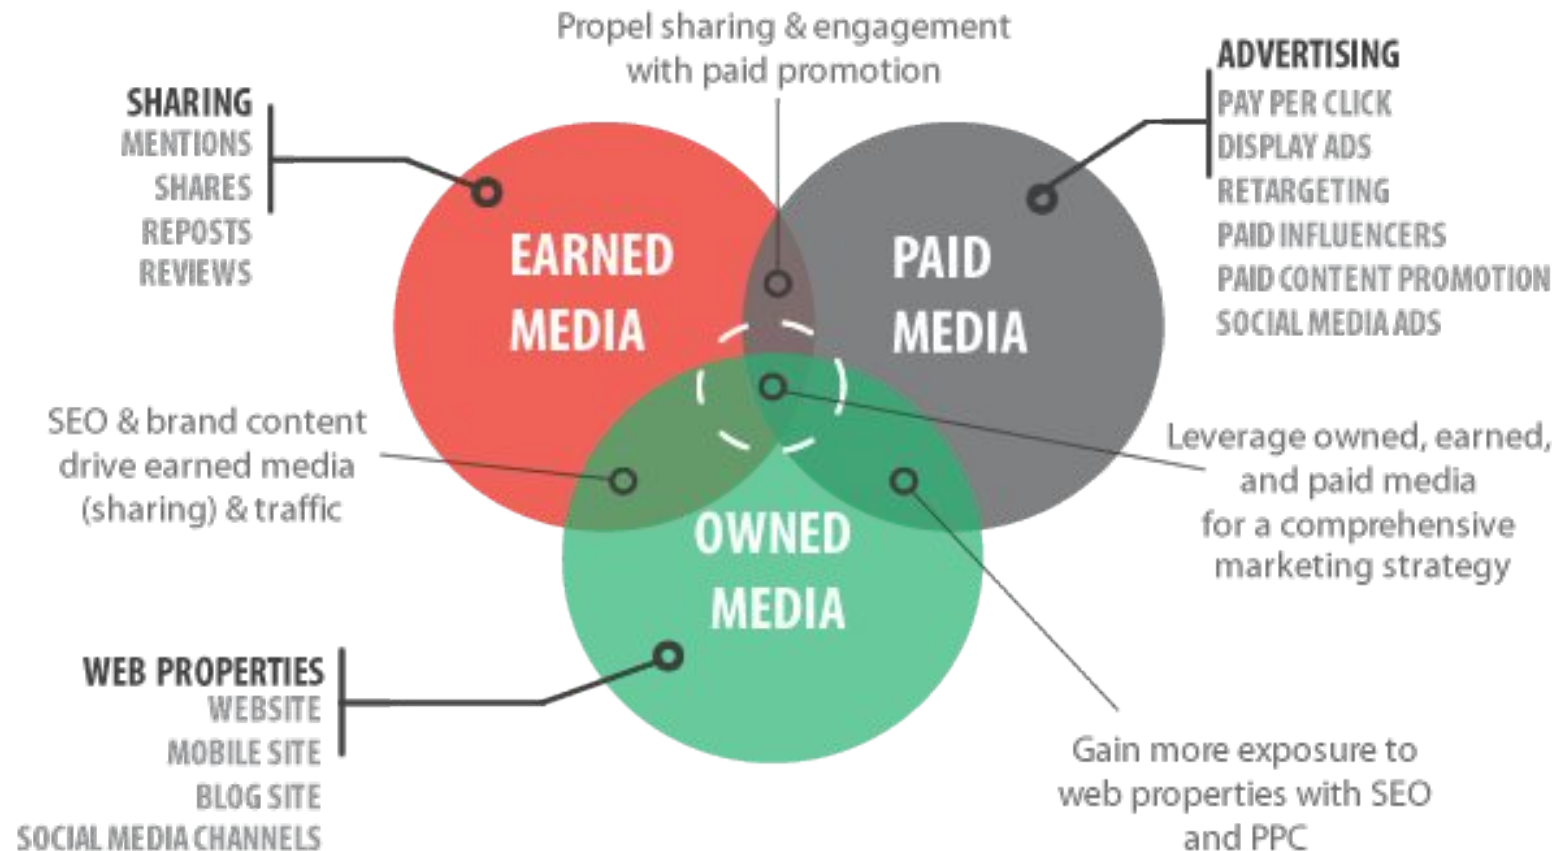 Propel sharing & engagement
with paid promotion
SHARING
MENTIONS
SHARES
REPOSTS
REVIEWS
ADVERTISING
PAY PER CLICK
DISPLAY ADS
RETARGETING
PAID INFLUENCERS
PAID CONTENT PROMOTION
SOCIAL MEDIA ADS
EARNED
MEDIA
PAID
MEDIA
SEO & brand content
drive earned media
(sharing) & traffic
Leverage owned, earned,
and paid media
for a comprehensive
marketing strategy
OWNED
MEDIA
WEB PROPERTIES
WEBSITE
MOBILE SITE
BLOG SITE
SOCIAL MEDIA CHANNELS
Gain more exposure to
web properties with SEO
and PPC